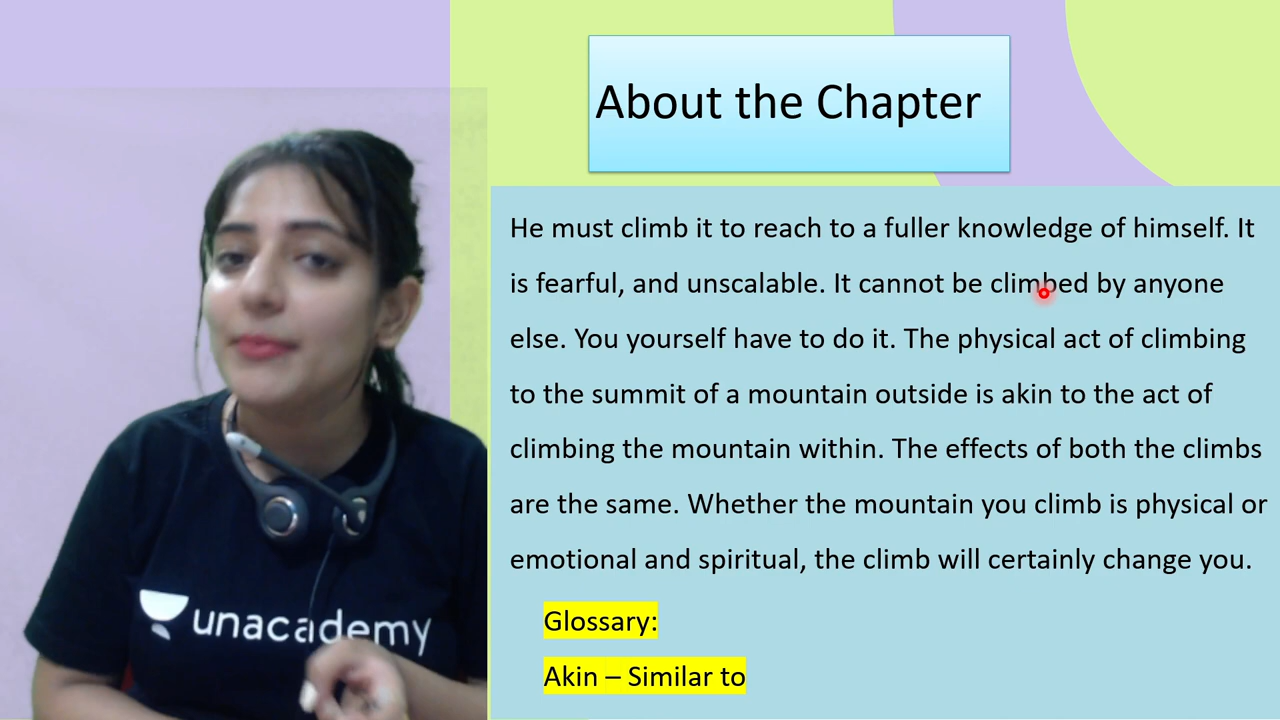 About the Chapter
He must climb it to reach to a fuller knowledge of himself. It
is fearful, and unscalable. It cannot be climbed by anyone
else. You yourself have to do it. The physical act of climbing
to the summit of a mountain outside is akin to the act of
climbing the mountain within. The effects of both the climbs
are the same. Whether the mountain you climb is physical or
emotional and spiritual, the climb will certainly change you.
Glossary:
Akin – Similar to
unacademy